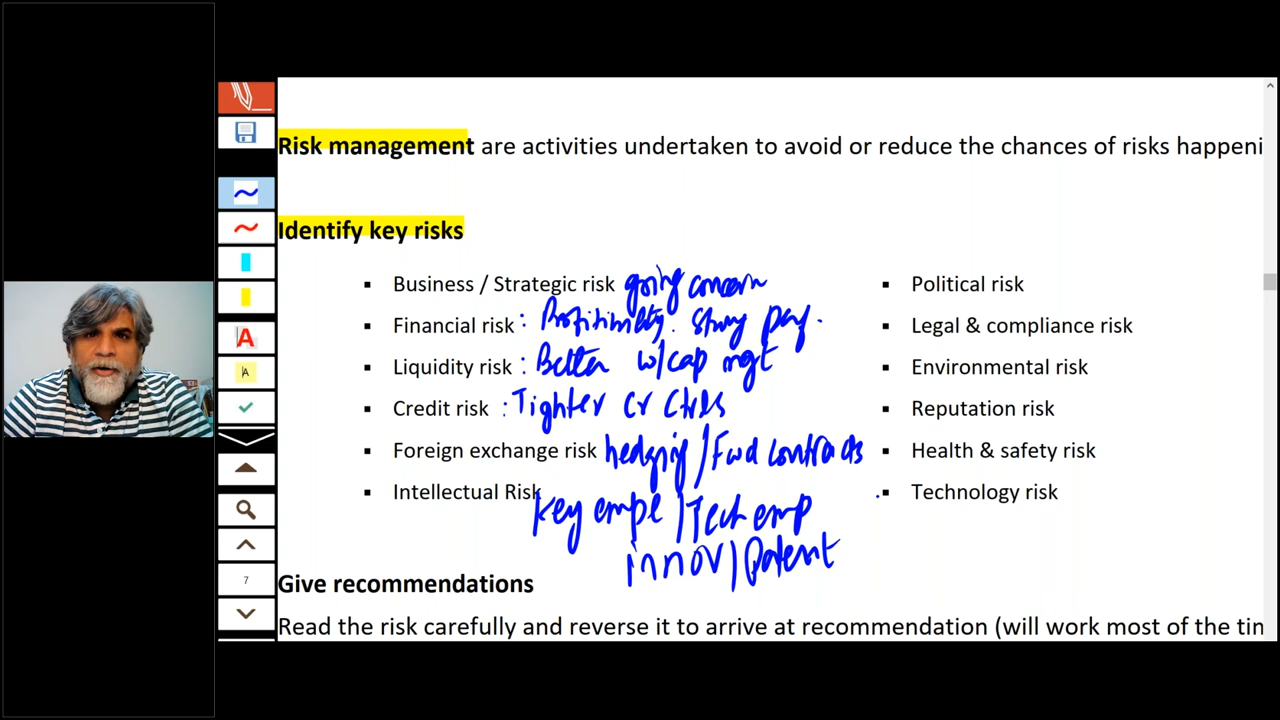 Risk management are activities undertaken to avoid or reduce the chances of risks happeni
Identify key risks
▪ Business / Strategic risk going concern
▪ Financial risk : Profitability. Strong pay.
▪ Liquidity risk : Better w/cap mgt
▪ Credit risk : Tighter cr ctrls
▪ Foreign exchange risk hedging / Fwd contracts
▪ Intellectual Risk
key emple / Tech emp
innov / Patent
▪ Political risk
▪ Legal & compliance risk
▪ Environmental risk
▪ Reputation risk
▪ Health & safety risk
▪ Technology risk
A
A
7
Give recommendations
Read the risk carefully and reverse it to arrive at recommendation (will work most of the tin